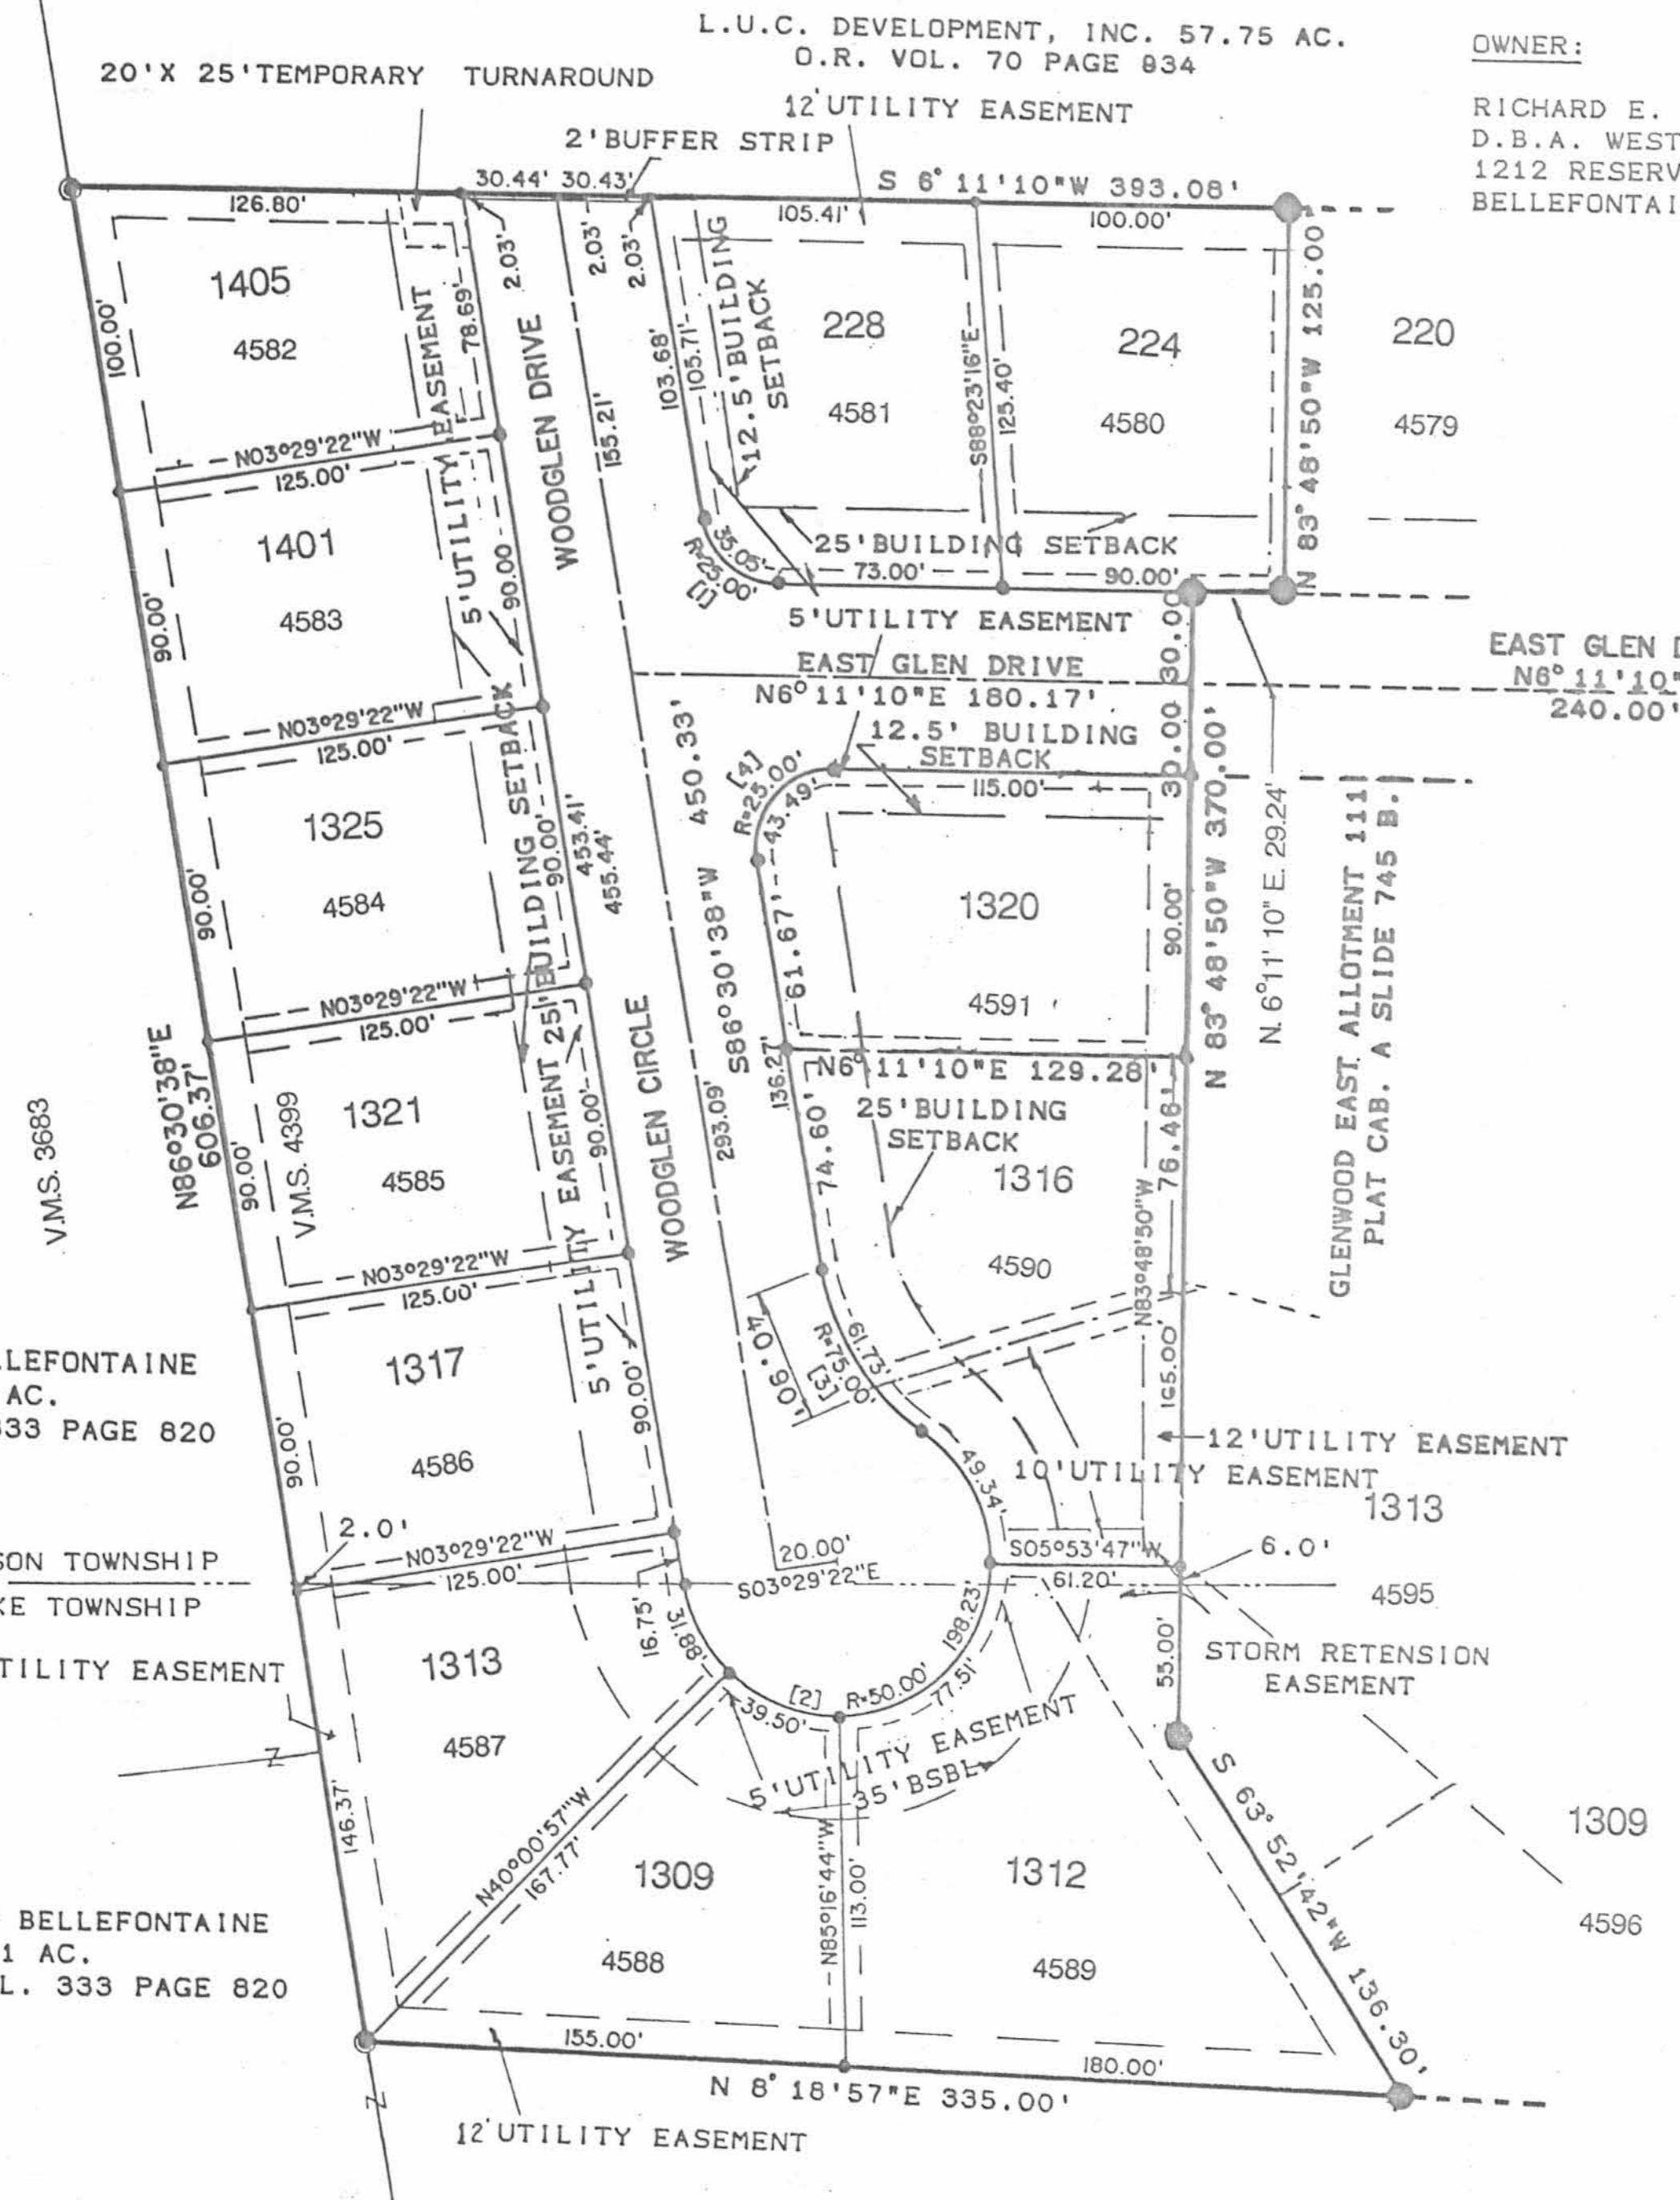 L.U.C. DEVELOPMENT, INC. 57.75 AC.
O.R. VOL. 70 PAGE 834
OWNER:
RICHARD E.
D.B.A. WEST
1212 RESERV
BELLEFONTAI
20'X 25'TEMPORARY TURNAROUND
12'UTILITY EASEMENT
2'BUFFER STRIP
30.44' 30.43'
S 6° 11'10"W 393.08'
126.80'
105.41'
100.00'
2.03'
2.03'
2.03'
1405
4582
100.00'
5'UTILITY EASEMENT
78.69'
WOODGLEN DRIVE
155.21'
103.68'
105.71'
12.5'BUILDING
SETBACK
228
4581
S88°23'16"E
125.40'
224
4580
N 83° 48'50"W 125.00'
220
4579
N03°29'22"W
125.00'
1401
4583
90.00'
90.00
35.05'
R=25.00'
[1]
25'BUILDING SETBACK
73.00'
90.00'
5'UTILITY EASEMENT
30.00
30.00
EAST GLEN DRIVE
N6° 11'10"E 180.17'
EAST GLEN D
N6° 11'10"
240.00'
N03°29'22"W
125.00'
12.5' BUILDING
SETBACK
115.00'
[4]
R=25.00'
43.49'
450.33'
S86°30'38"W
1325
4584
90.00'
90.00'
453.41'
455.44'
25'BUILDING SETBACK
61.67'
1320
4591
90.00'
N 83° 48'50"W 370.00'
N. 6°11' 10" E. 29.24'
GLENWOOD EAST ALLOTMENT 111
PLAT CAB. A SLIDE 745 B.
N03°29'22"W
125.00'
N86°30'38"E
606.37'
V.M.S. 3683
V.M.S. 4399
1321
4585
90.00'
90.00'
5'UTILITY EASEMENT
WOODGLEN CIRCLE
293.09'
136.27'
N6° 11'10"E 129.28'
25'BUILDING
SETBACK
74.60'
1316
4590
N83°48'50"W
76.46'
165.00'
N03°29'22"W
125.00'
40.06'
61.73'
R=75.00'
[3]
LEFONTAINE
AC.
33 PAGE 820
1317
4586
90.00'
90.00'
12'UTILITY EASEMENT
10'UTILITY EASEMENT
49.34'
1313
4595
2.0'
N03°29'22"W
125.00'
20.00'
S03°29'22"E
S05°53'47"W
61.20'
6.0'
SON TOWNSHIP
KE TOWNSHIP
TILITY EASEMENT
1313
4587
16.75'
31.88'
39.50'
[2]
R=50.00'
198.23'
77.51'
55.00'
STORM RETENSION
EASEMENT
5'UTILITY EASEMENT
35'BSBL
146.37'
N40°00'57"W
167.77'
1309
4588
N85°16'44"W
113.00'
1312
4589
S 63° 52'42"W 136.30'
1309
4596
BELLEFONTAINE
1 AC.
L. 333 PAGE 820
155.00'
180.00'
N 8° 18'57"E 335.00'
12'UTILITY EASEMENT